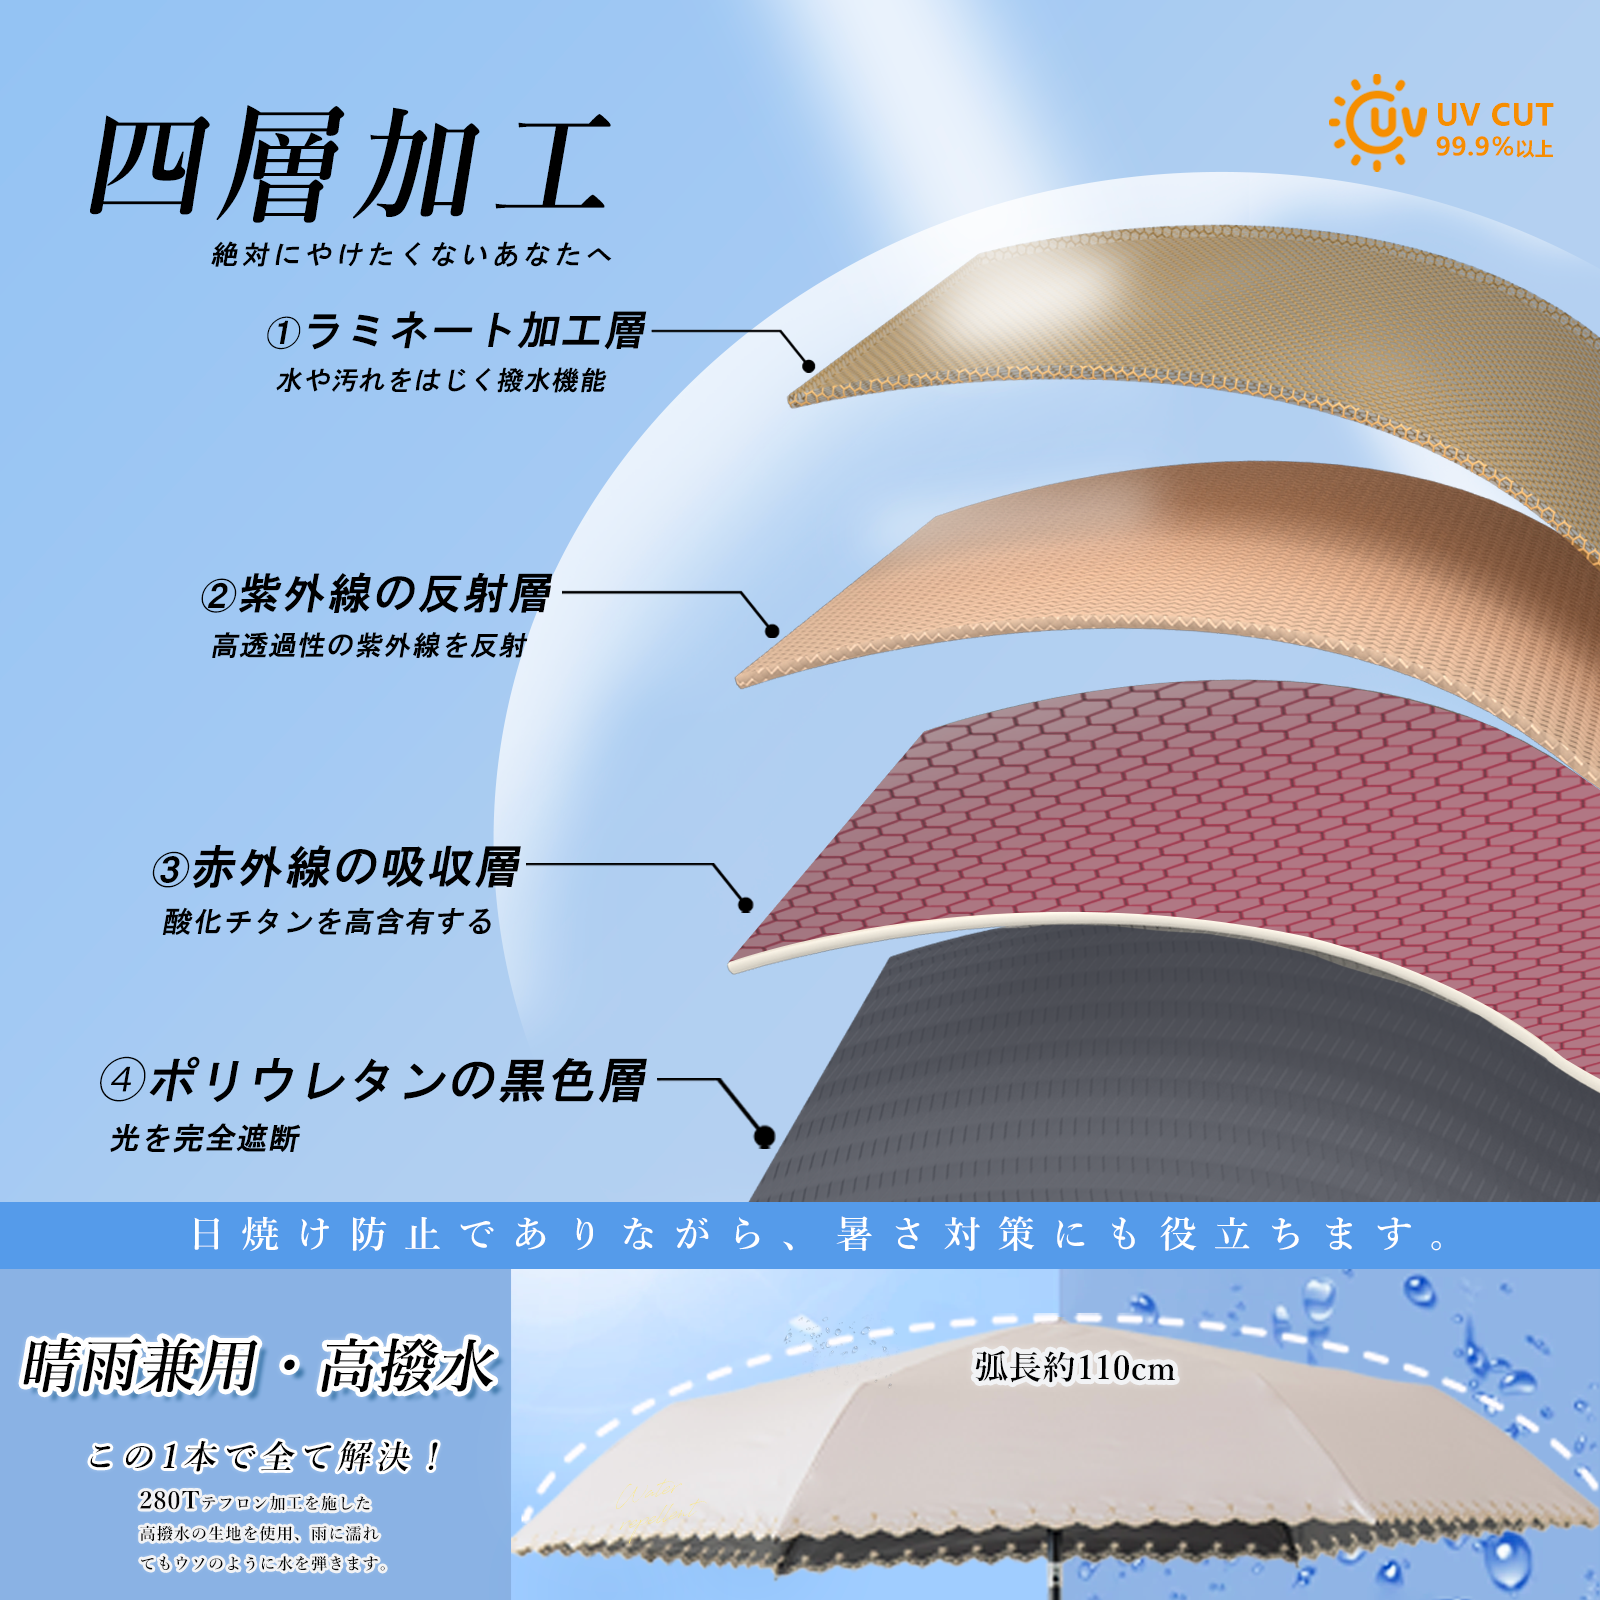 四層加工
絶対にやけたくないあなたへ
UV UV CUT
99.9%以上
①ラミネート加工層
水や汚れをはじく撥水機能
②紫外線の反射層
高透過性の紫外線を反射
③赤外線の吸収層
酸化チタンを高含有する
④ポリウレタンの黒色層
光を完全遮断
日焼け防止でありながら、暑さ対策にも役立ちます。
晴雨兼用・高撥水
この1本で全て解決！
280Tテフロン加工を施した
高撥水の生地を使用、雨に濡れ
てもウソのように水を弾きます。
弧長約110cm